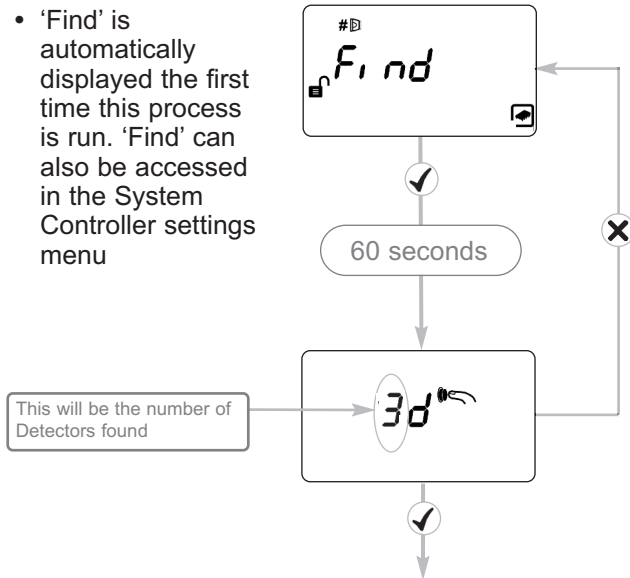 • ‘Find’ is
automatically
displayed the first
time this process
is run. ‘Find’ can
also be accessed
in the System
Controller settings
menu
#
Find
60 seconds
This will be the number of
Detectors found
3d